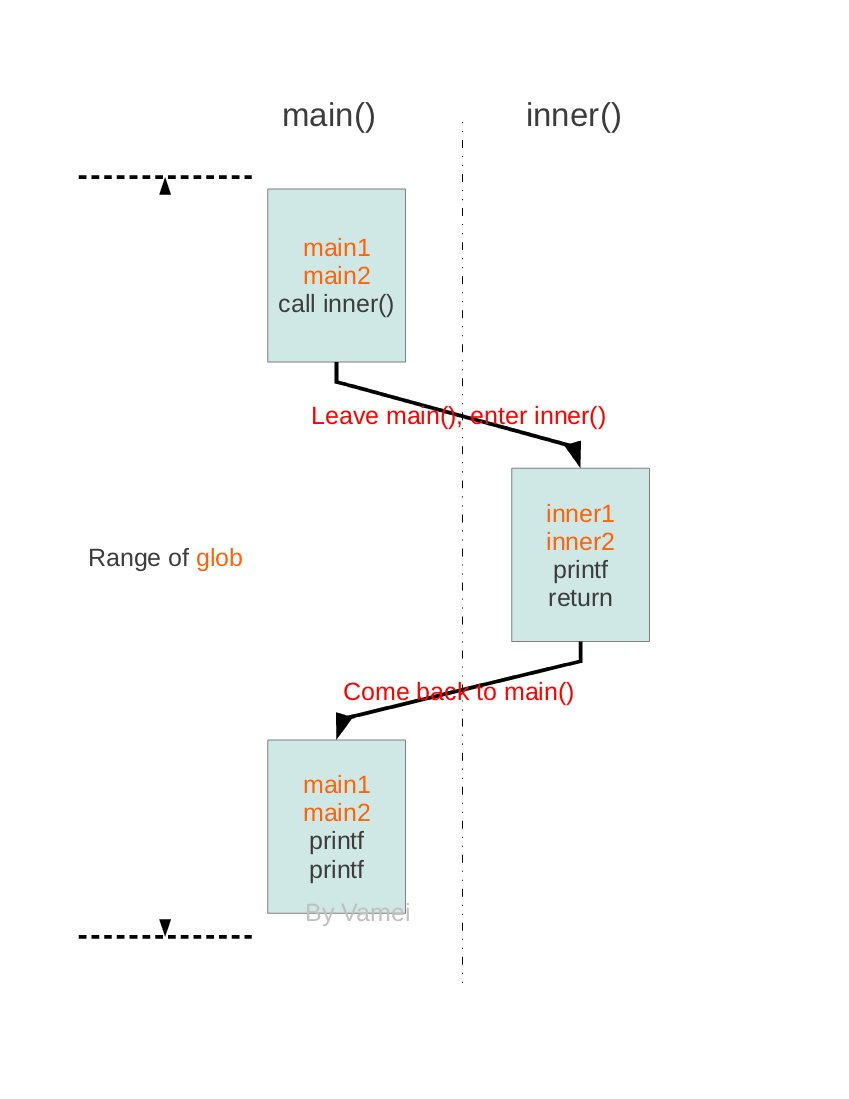 main()
inner()
main1
main2
call inner()
Leave main(), enter inner()
inner1
inner2
printf
return
Range of glob
Come back to main()
main1
main2
printf
printf
By Vamei